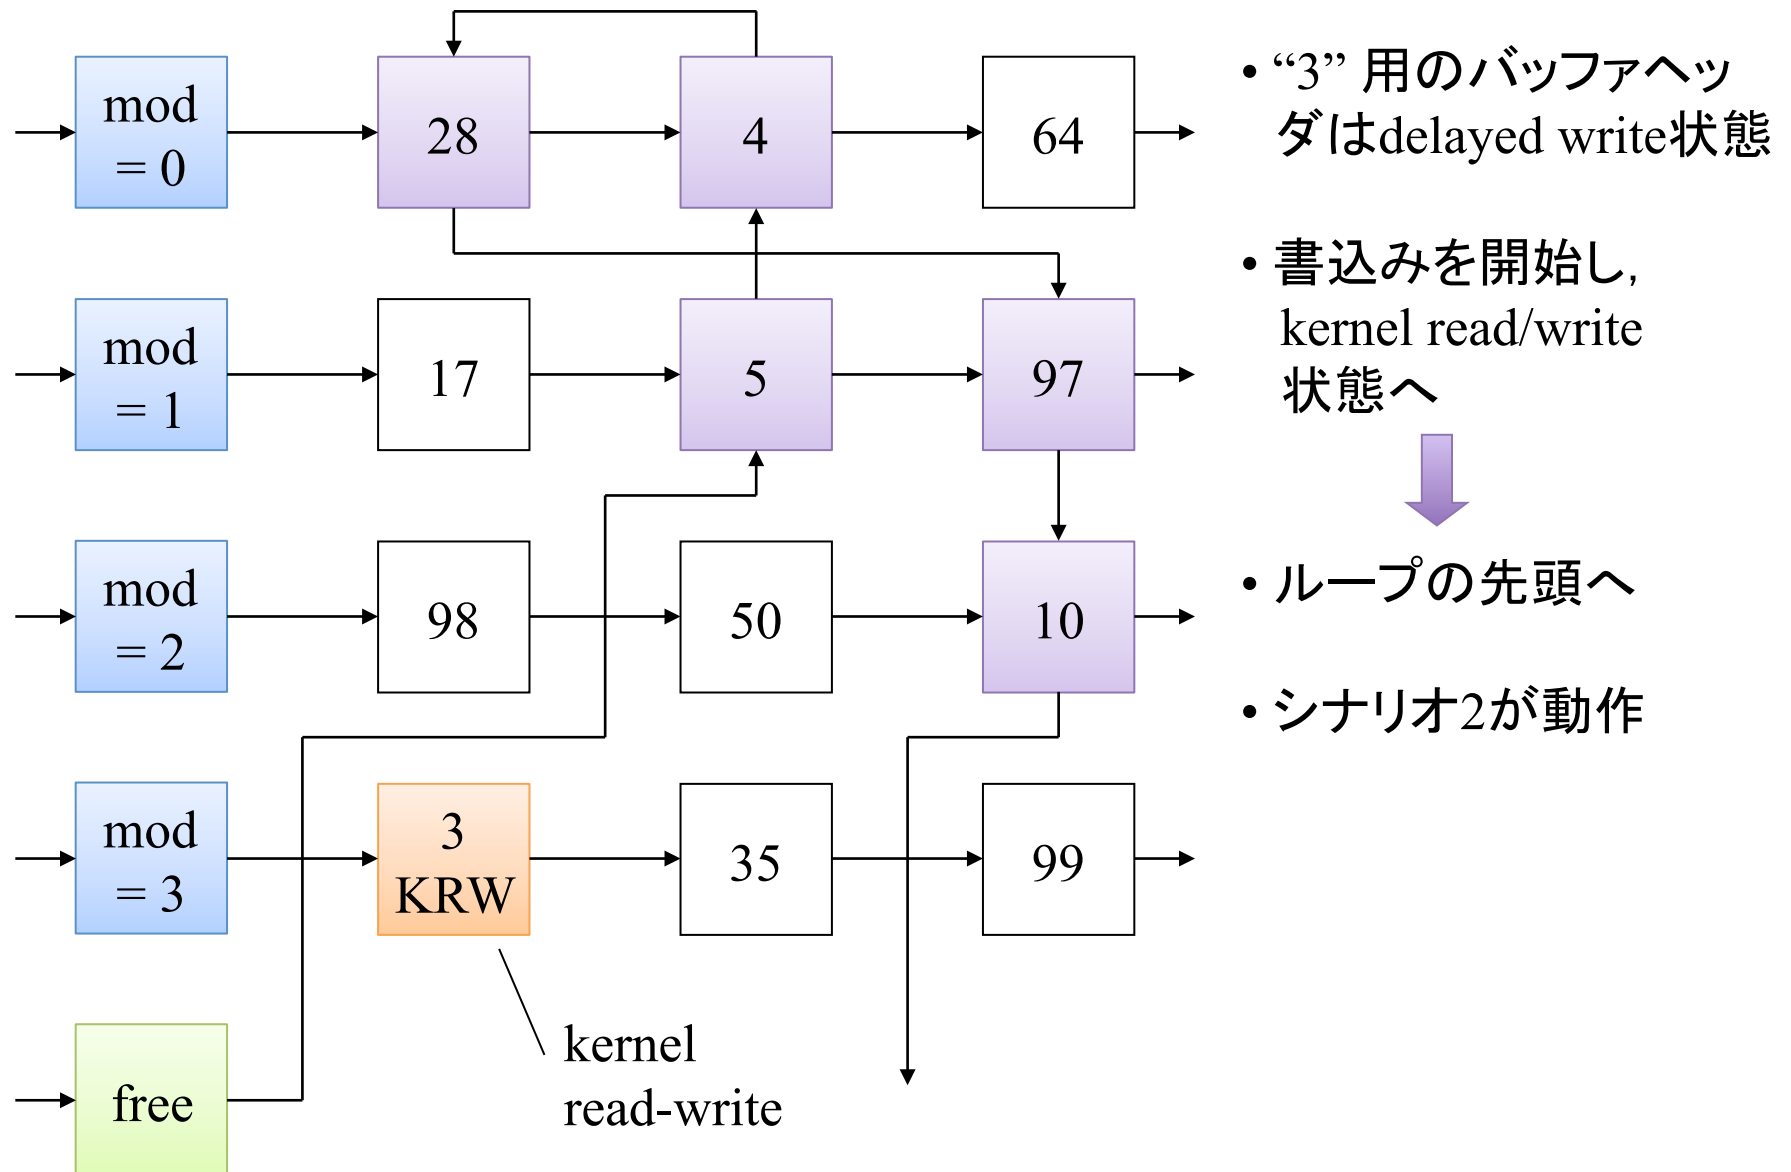 mod
= 0
28
4
64
mod
= 1
17
5
97
mod
= 2
98
50
10
mod
= 3
3
KRW
35
99
free
kernel
read-write
• “3” 用のバッファヘッ
ダはdelayed write状態
• 書込みを開始し,
kernel read/write
状態へ
• ループの先頭へ
• シナリオ2が動作